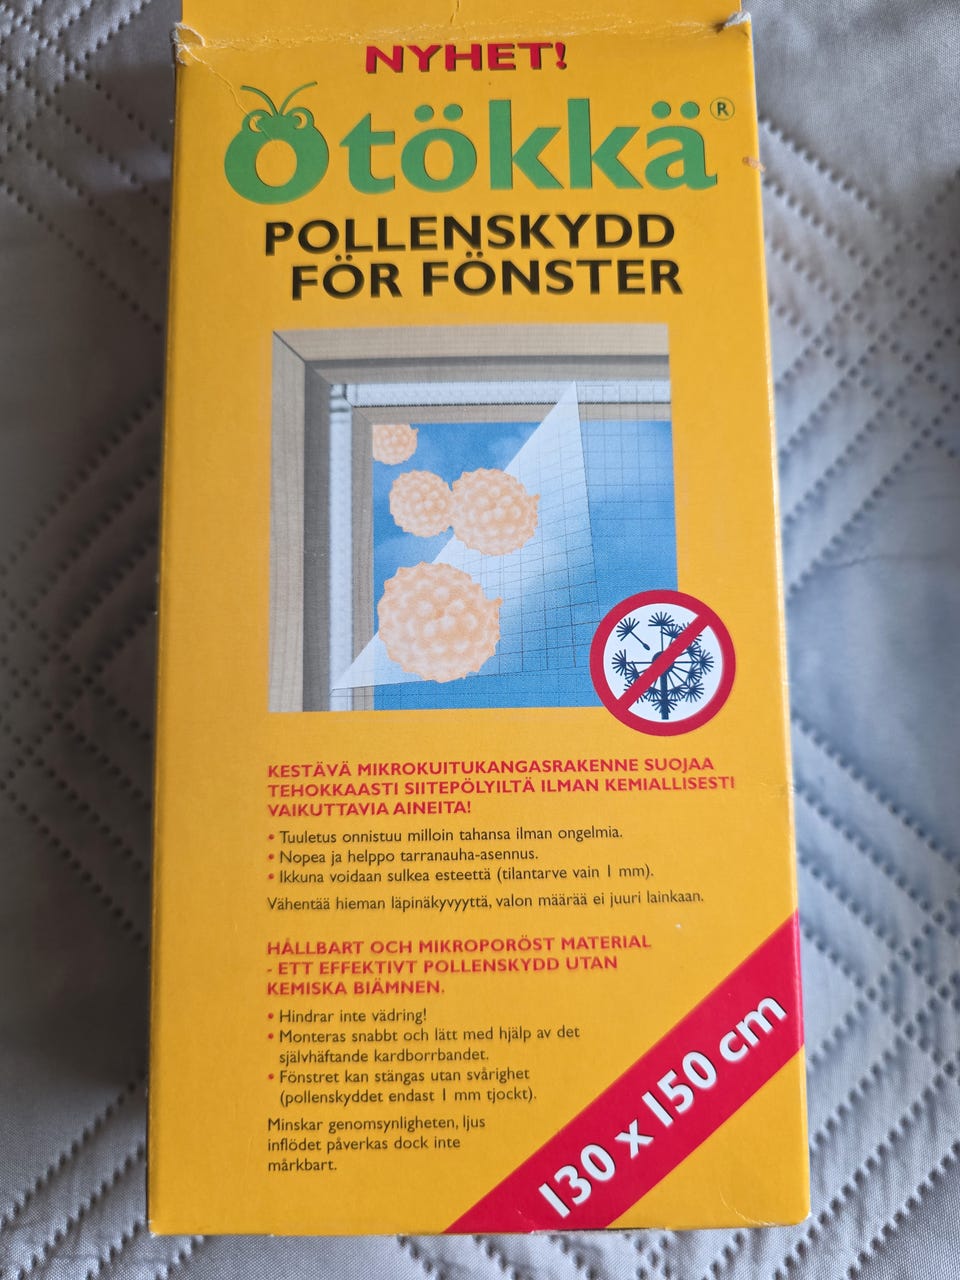 NYHET!
Ötökkä®
POLLENSKYDD
FÖR FÖNSTER
KESTÄVÄ MIKROKUITUKANGASRAKENNE SUOJAA
TEHOKKAASTI SIITEPÖLYILTÄ ILMAN KEMIALLISESTI
VAIKUTTAVIA AINEITA!
• Tuuletus onnistuu milloin tahansa ilman ongelmia.
• Nopea ja helppo tarranauha-asennus.
• Ikkuna voidaan sulkea esteettä (tilantarve vain 1 mm).
Vähentää hieman läpinäkyvyyttä, valon määrää ei juuri lainkaan.
HÅLLBART OCH MIKROPORÖST MATERIAL
- ETT EFFEKTIVT POLLENSKYDD UTAN
KEMISKA BIÄMNEN.
• Hindrar inte vädring!
• Monteras snabbt och lätt med hjälp av det
självhäftande kardborrbandet.
• Fönstret kan stängas utan svårighet
(pollenskyddet endast 1 mm tjockt).
Minskar genomsynligheten, ljus
inflödet påverkas dock inte
mårkbart.
130 x 150 cm